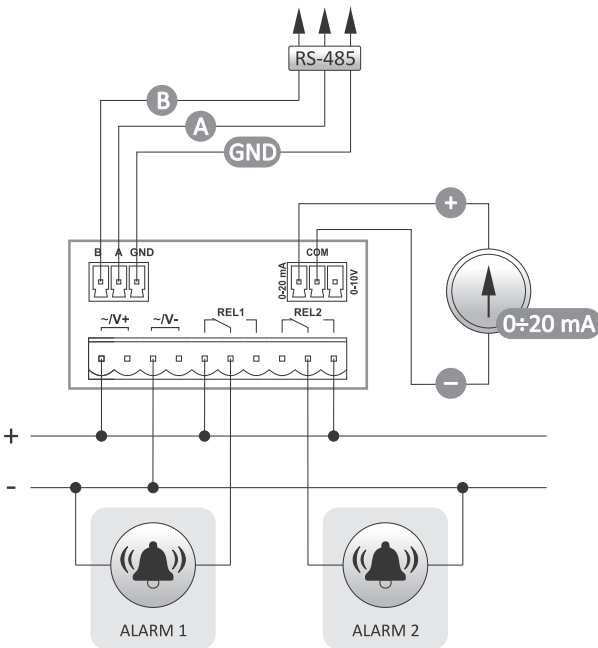 RS-485
B
A
GND
+
B A GND
0-20 mA
COM
0-10V
0÷20 mA
~/V+ ~/V- REL1 REL2
−
+
-
ALARM 1
ALARM 2